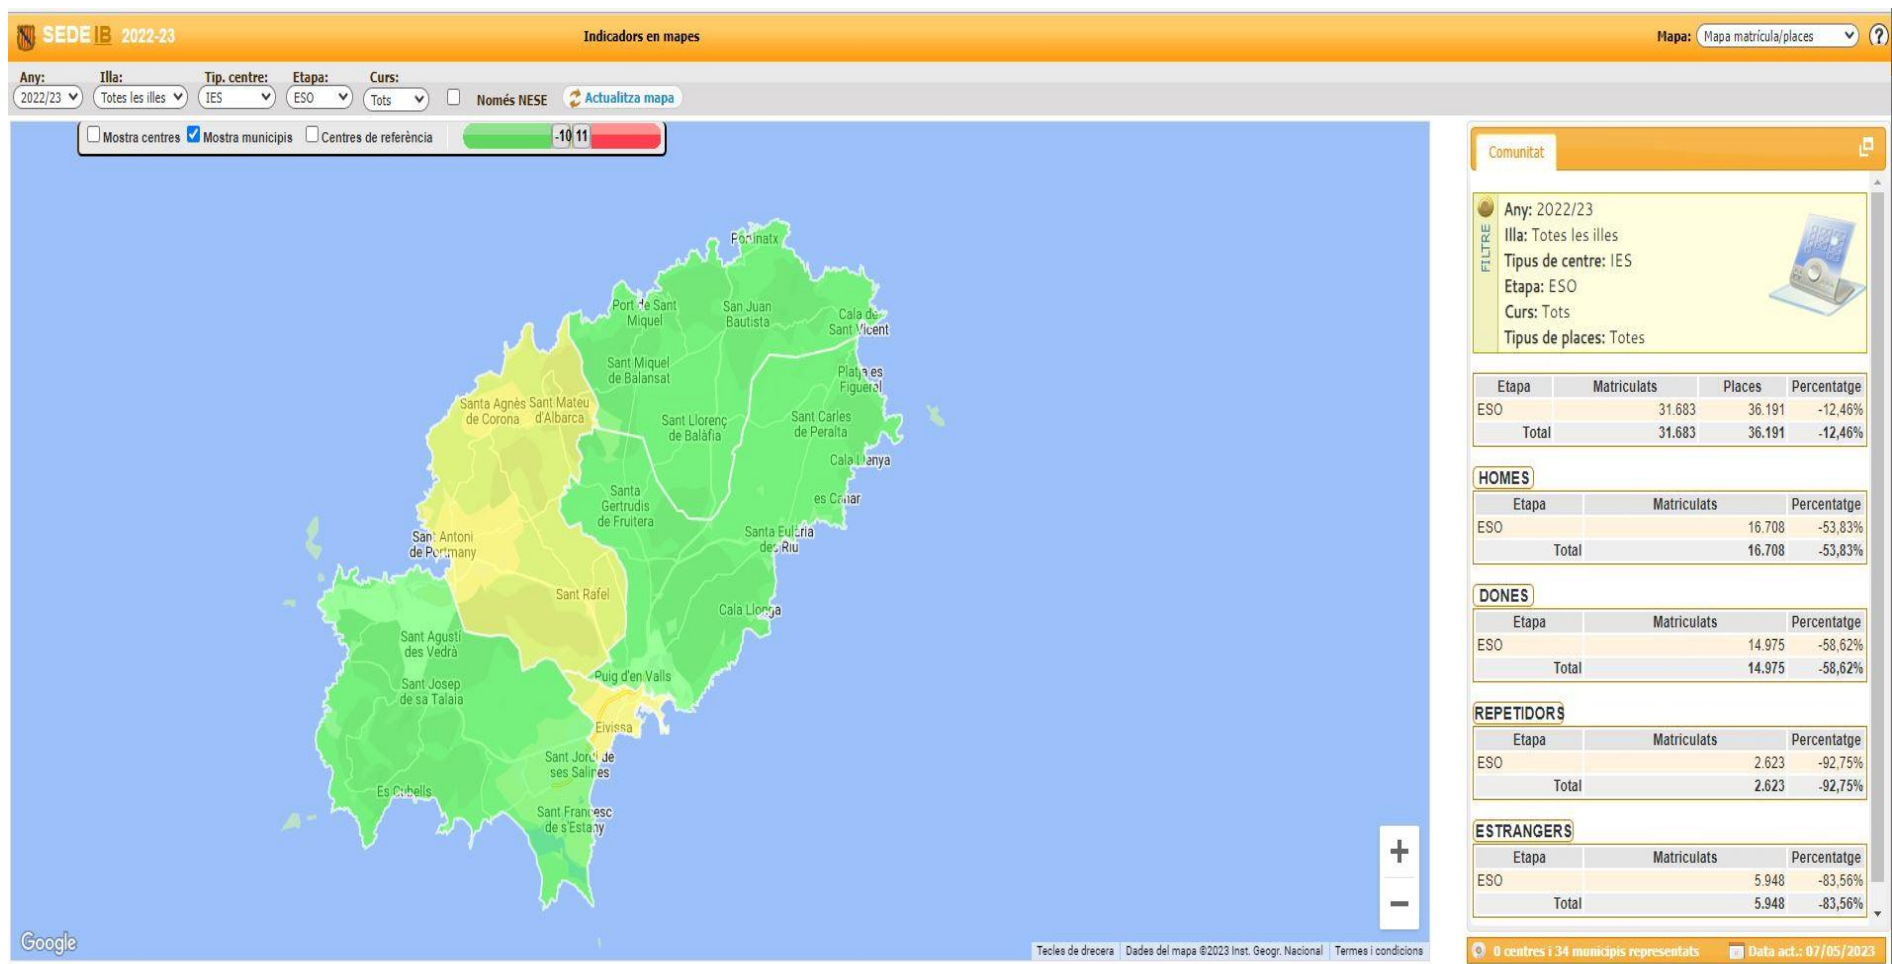 SEDEIB 2022-23
Indicadors en mapes
Mapa: Mapa matrícula/places ?
Any: Illa: Tip. centre: Etapa: Curs:
2022/23 Totes les illes IES ESO Tots Només NESE Actualitza mapa
Mostra centres Mostra municipis Centres de referència -10 11
Portinatx
Port de Sant
Miquel
San Juan
Bautista
Cala de
Sant Vicent
Sant Miquel
de Balansat
Platja es
Figueral
Santa Agnès
de Corona
Sant Mateu
d'Albarca
Sant Llorenç
de Balàfia
Sant Carles
de Peralta
Cala Llenya
Santa
Gertrudis
de Fruitera
es Canar
Sant Antoni
de Portmany
Santa Eulària
des Riu
Sant Rafel
Cala Llonga
Sant Agustí
des Vedrà
Puig d'en Valls
Sant Josep
de sa Talaia
Eivissa
Sant Jordi de
ses Salines
Es Cubells
Sant Francesc
de s'Estany
+
−
Google
Tecles de drecera Dades del mapa ©2023 Inst. Geogr. Nacional Termes i condicions
Comunitat
FILTRE
Any: 2022/23
Illa: Totes les illes
Tipus de centre: IES
Etapa: ESO
Curs: Tots
Tipus de places: Totes
Etapa Matriculats Places Percentatge
ESO 31.683 36.191 -12,46%
Total 31.683 36.191 -12,46%
HOMES
Etapa Matriculats Percentatge
ESO 16.708 -53,83%
Total 16.708 -53,83%
DONES
Etapa Matriculats Percentatge
ESO 14.975 -58,62%
Total 14.975 -58,62%
REPETIDORS
Etapa Matriculats Percentatge
ESO 2.623 -92,75%
Total 2.623 -92,75%
ESTRANGERS
Etapa Matriculats Percentatge
ESO 5.948 -83,56%
Total 5.948 -83,56%
0 centres i 34 municipis representats Data act.: 07/05/2023